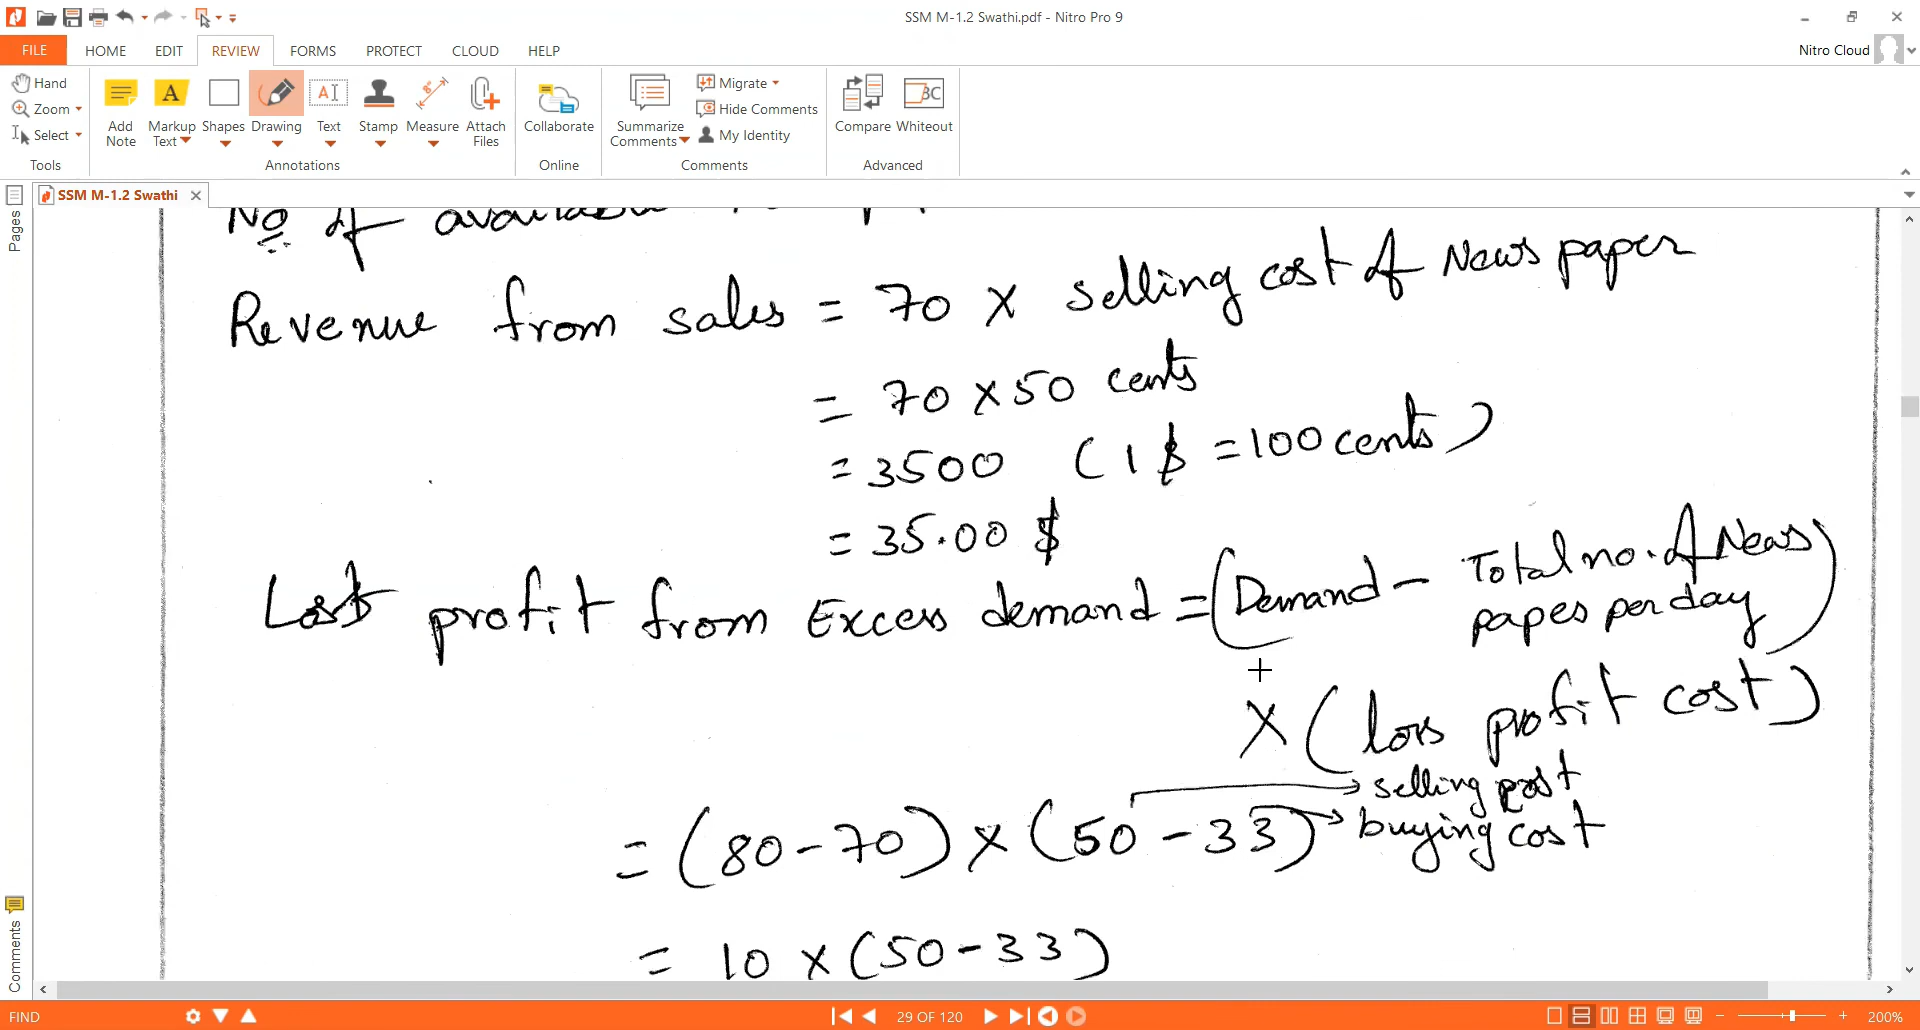 SSM M-1.2 Swathi.pdf - Nitro Pro 9
FILE HOME EDIT REVIEW FORMS PROTECT CLOUD HELP
Nitro Cloud
Hand
Zoom
Select
Tools
Add Note
Markup Text
Shapes
Drawing
Text
Stamp
Measure
Attach Files
Annotations
Collaborate
Online
Summarize Comments
Migrate
Hide Comments
My Identity
Comments
Compare
Whiteout
Advanced
Pages
SSM M-1.2 Swathi
No of available
Revenue from sales = 70 X selling cost of News paper
= 70 X 50 cents
= 3500 (1 $ = 100 cents)
= 35.00 $
Lost profit from Excess demand = (Demand - Total no. of News
papes per day)
X (loss profit cost)
selling
= (80-70) X (50-33) buying cost
= 10 X (50-33)
Comments
FIND
29 OF 120
200%